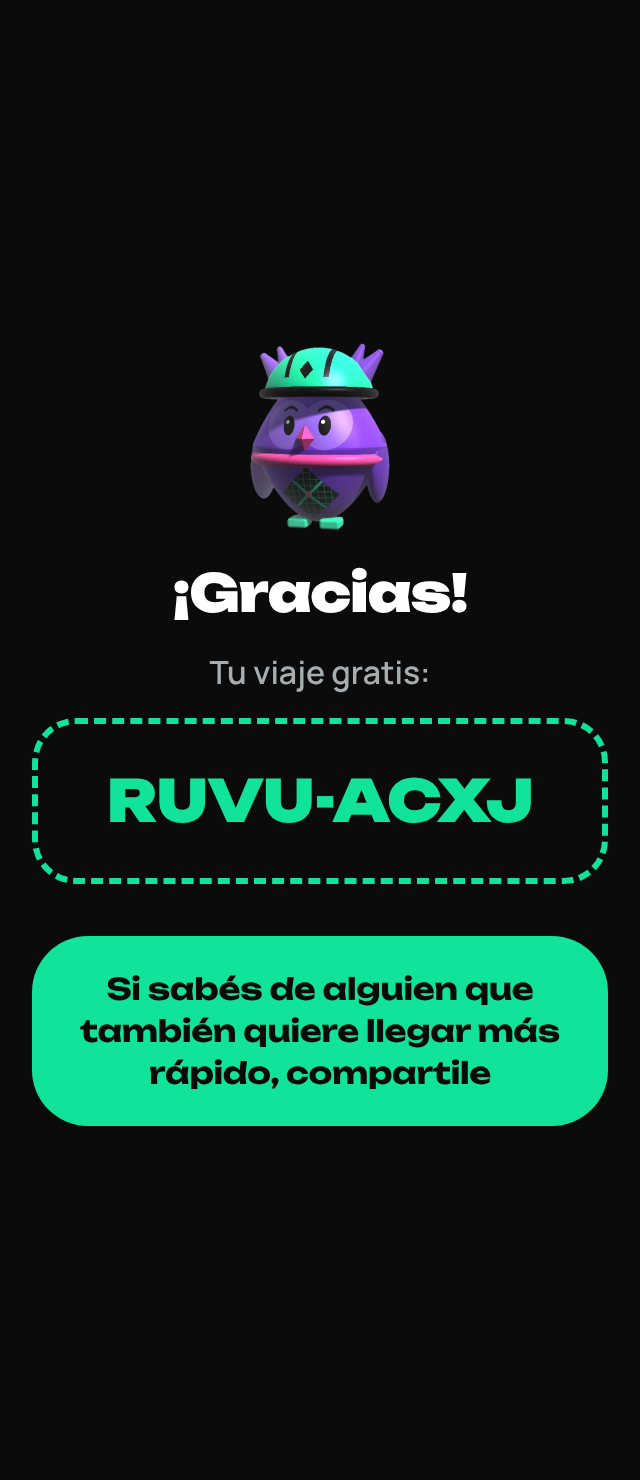 ¡Gracias!
Tu viaje gratis:
RUVU-ACXJ
Si sabés de alguien que
también quiere llegar más
rápido, compartile